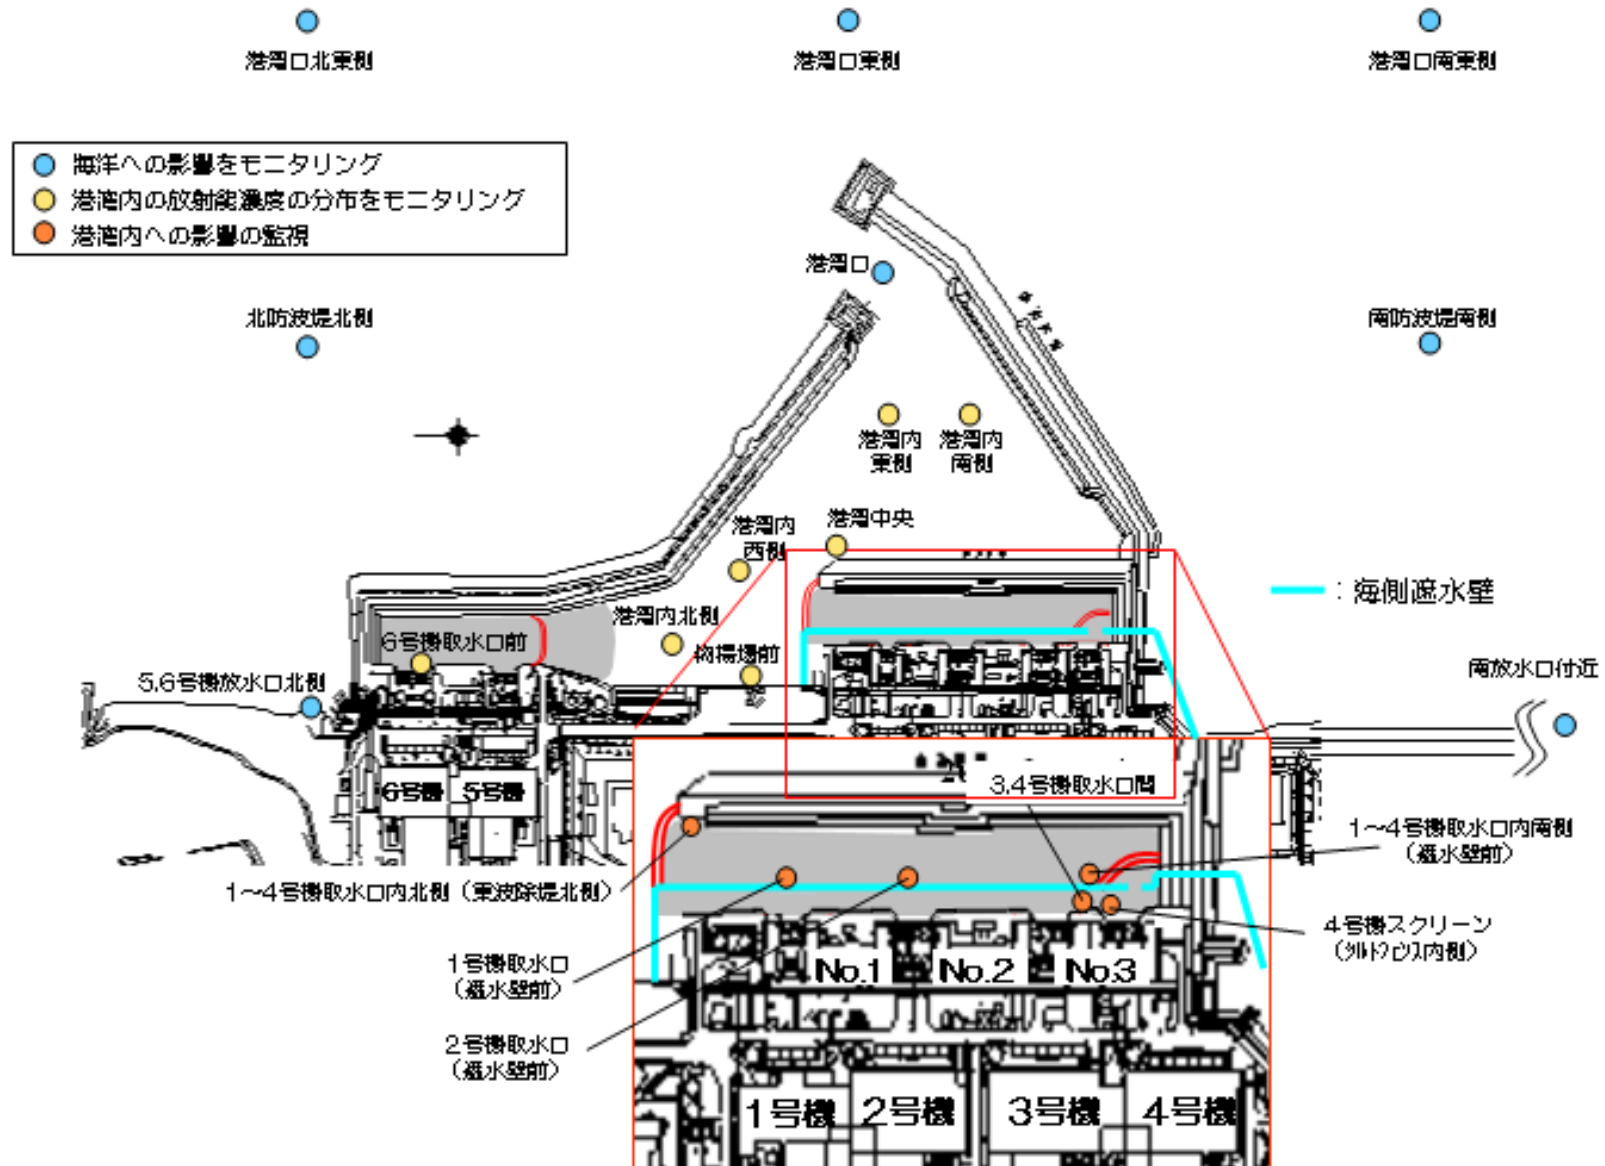 港湾口北東側
港湾口東側
港湾口南東側
海洋への影響をモニタリング
港湾内の放射能濃度の分布をモニタリング
港湾内への影響の監視
港湾口
北防波堤北側
南防波堤南側
港湾内
東側
港湾内
南側
港湾中央
港湾内
西側
：海側遮水壁
港湾内北側
6号機取水口前
物揚場前
南放水口付近
5,6号機放水口北側
6号機
5号機
3,4号機取水口間
1～4号機取水口内南側
（遮水壁前）
1～4号機取水口内北側（東波除堤北側）
4号機スクリーン
（シルトフェンス内側）
1号機取水口
（遮水壁前）
No.1
No.2
No.3
2号機取水口
（遮水壁前）
1号機
2号機
3号機
4号機